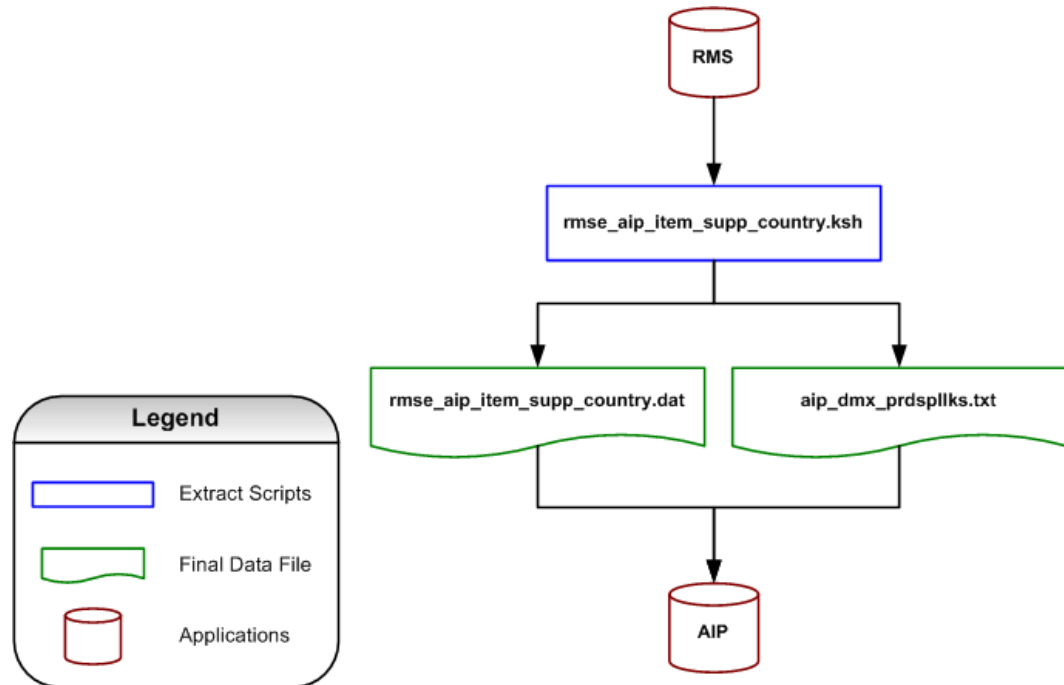 RMS
rmse_aip_item_supp_country.ksh
rmse_aip_item_supp_country.dat
aip_dmx_prdspllks.txt
AIP
Legend
Extract Scripts
Final Data File
Applications